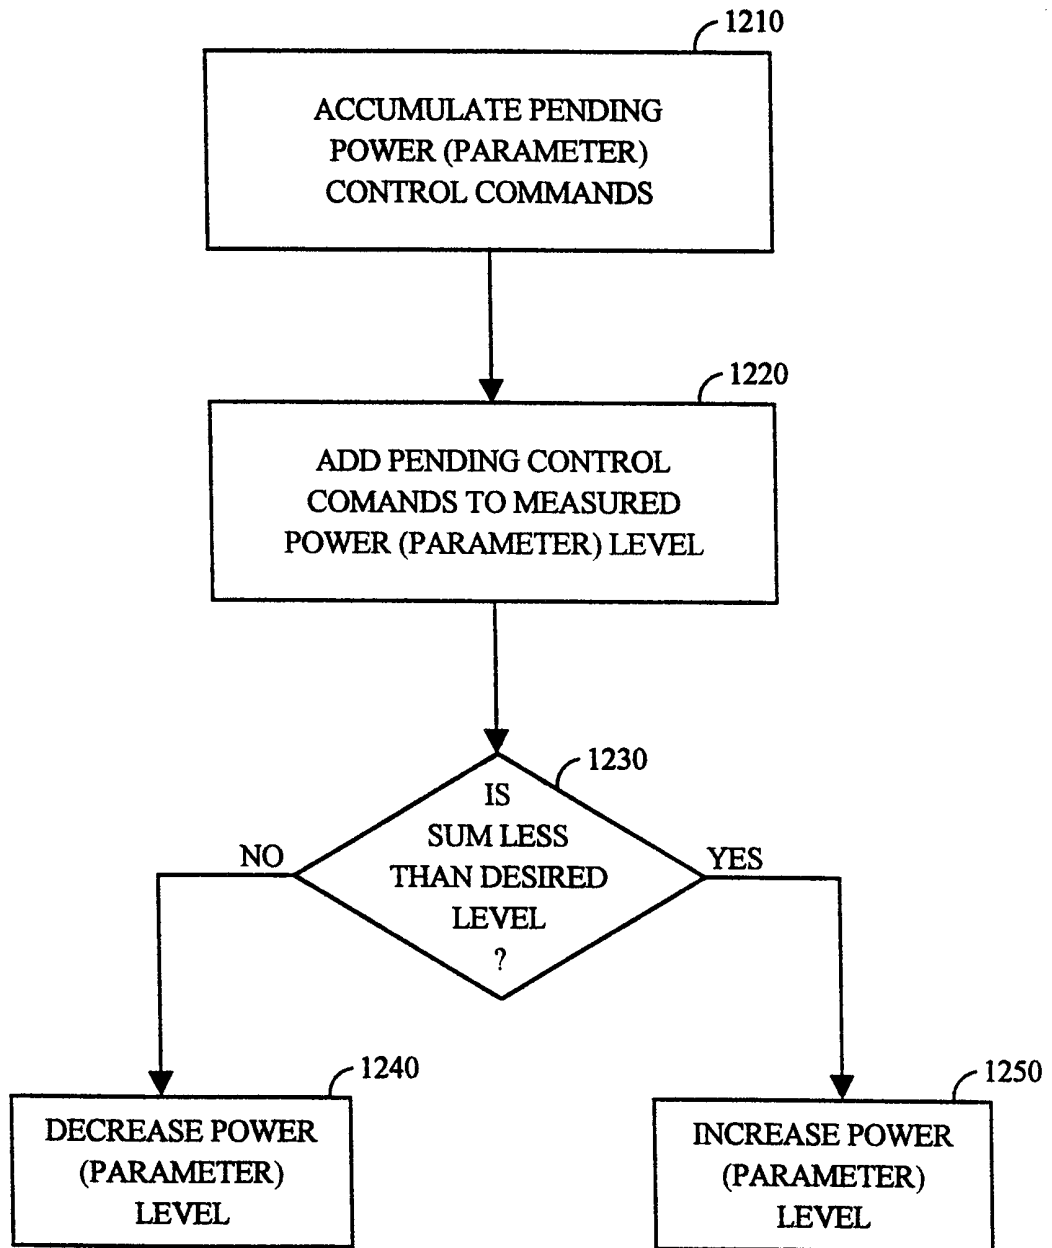 1210
ACCUMULATE PENDING
POWER (PARAMETER)
CONTROL COMMANDS
1220
ADD PENDING CONTROL
COMANDS TO MEASURED
POWER (PARAMETER) LEVEL
1230
IS
SUM LESS
THAN DESIRED
LEVEL
?
NO
YES
1240
DECREASE POWER
(PARAMETER)
LEVEL
1250
INCREASE POWER
(PARAMETER)
LEVEL